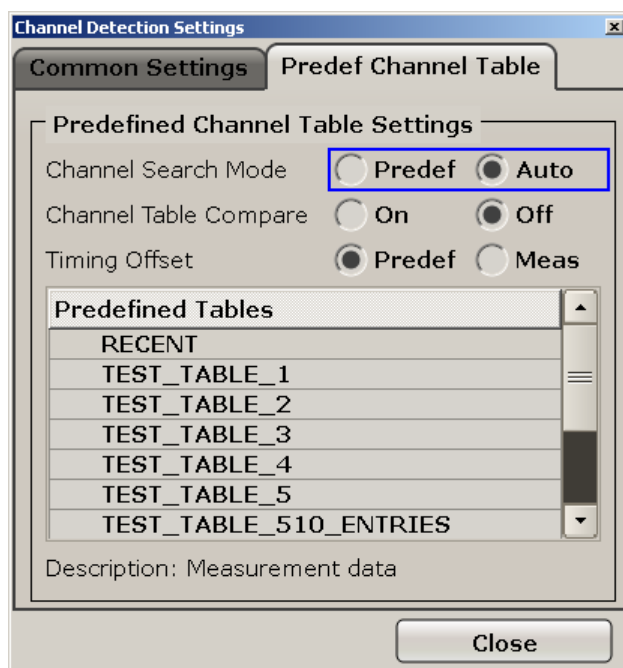 Channel Detection Settings
Common Settings Predef Channel Table
Predefined Channel Table Settings
Channel Search Mode Predef Auto
Channel Table Compare On Off
Timing Offset Predef Meas
Predefined Tables
RECENT
TEST_TABLE_1
TEST_TABLE_2
TEST_TABLE_3
TEST_TABLE_4
TEST_TABLE_5
TEST_TABLE_510_ENTRIES
Description: Measurement data
Close